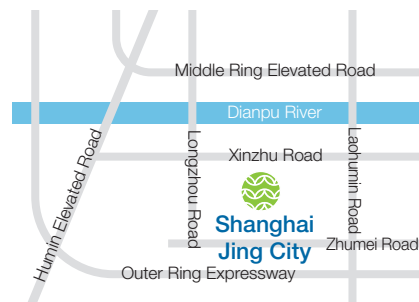 Middle Ring Elevated Road
Dianpu River
Humin Elevated Road
Longzhou Road
Laohumin Road
Xinzhu Road
Shanghai
Jing City
Zhumei Road
Outer Ring Expressway